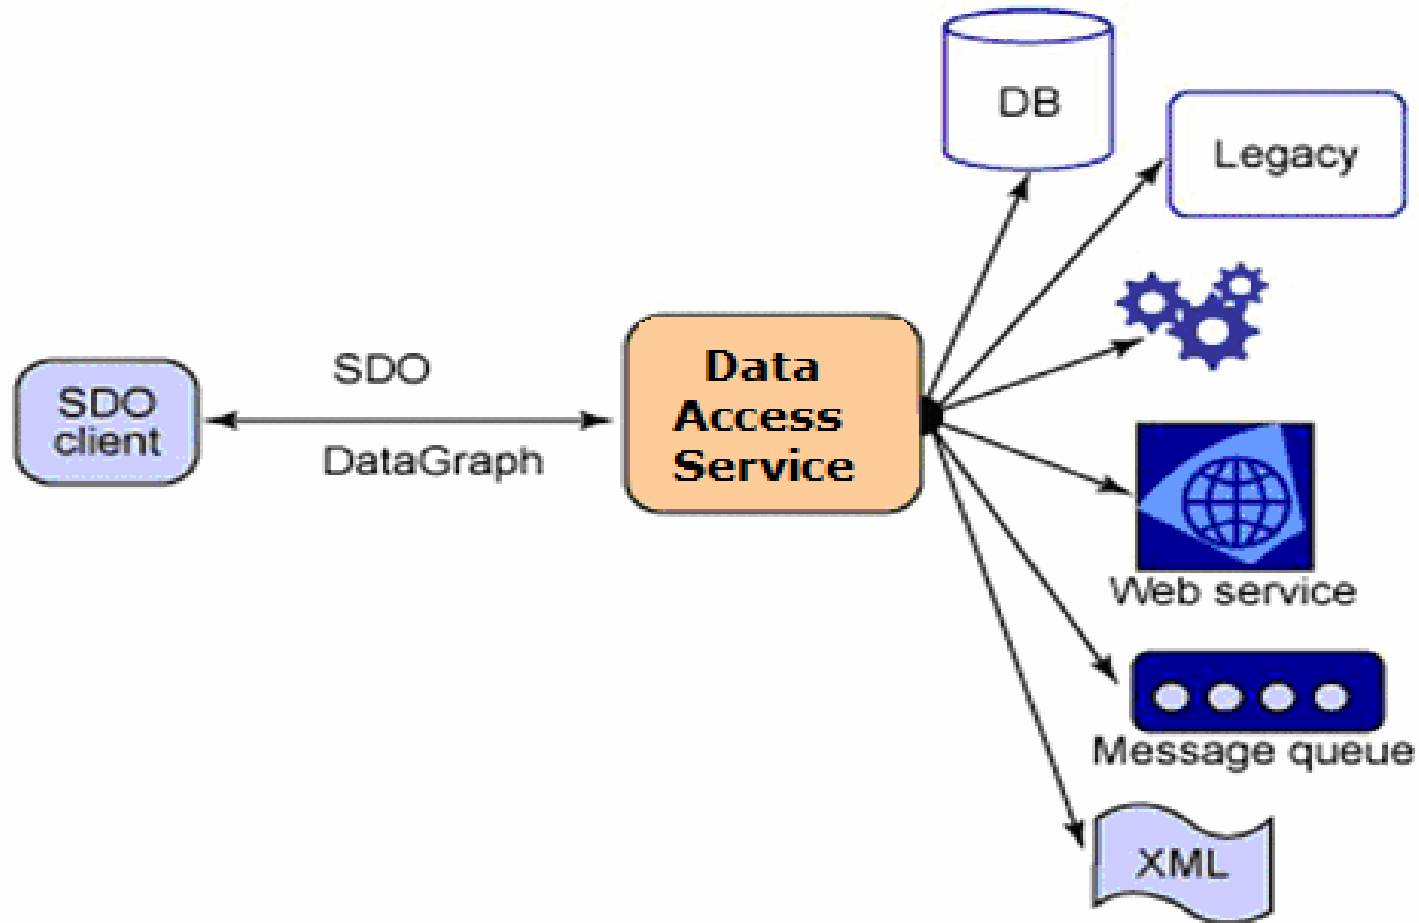 DB
Legacy
SDO
client
SDO
DataGraph
Data
Access
Service
Web service
Message queue
XML